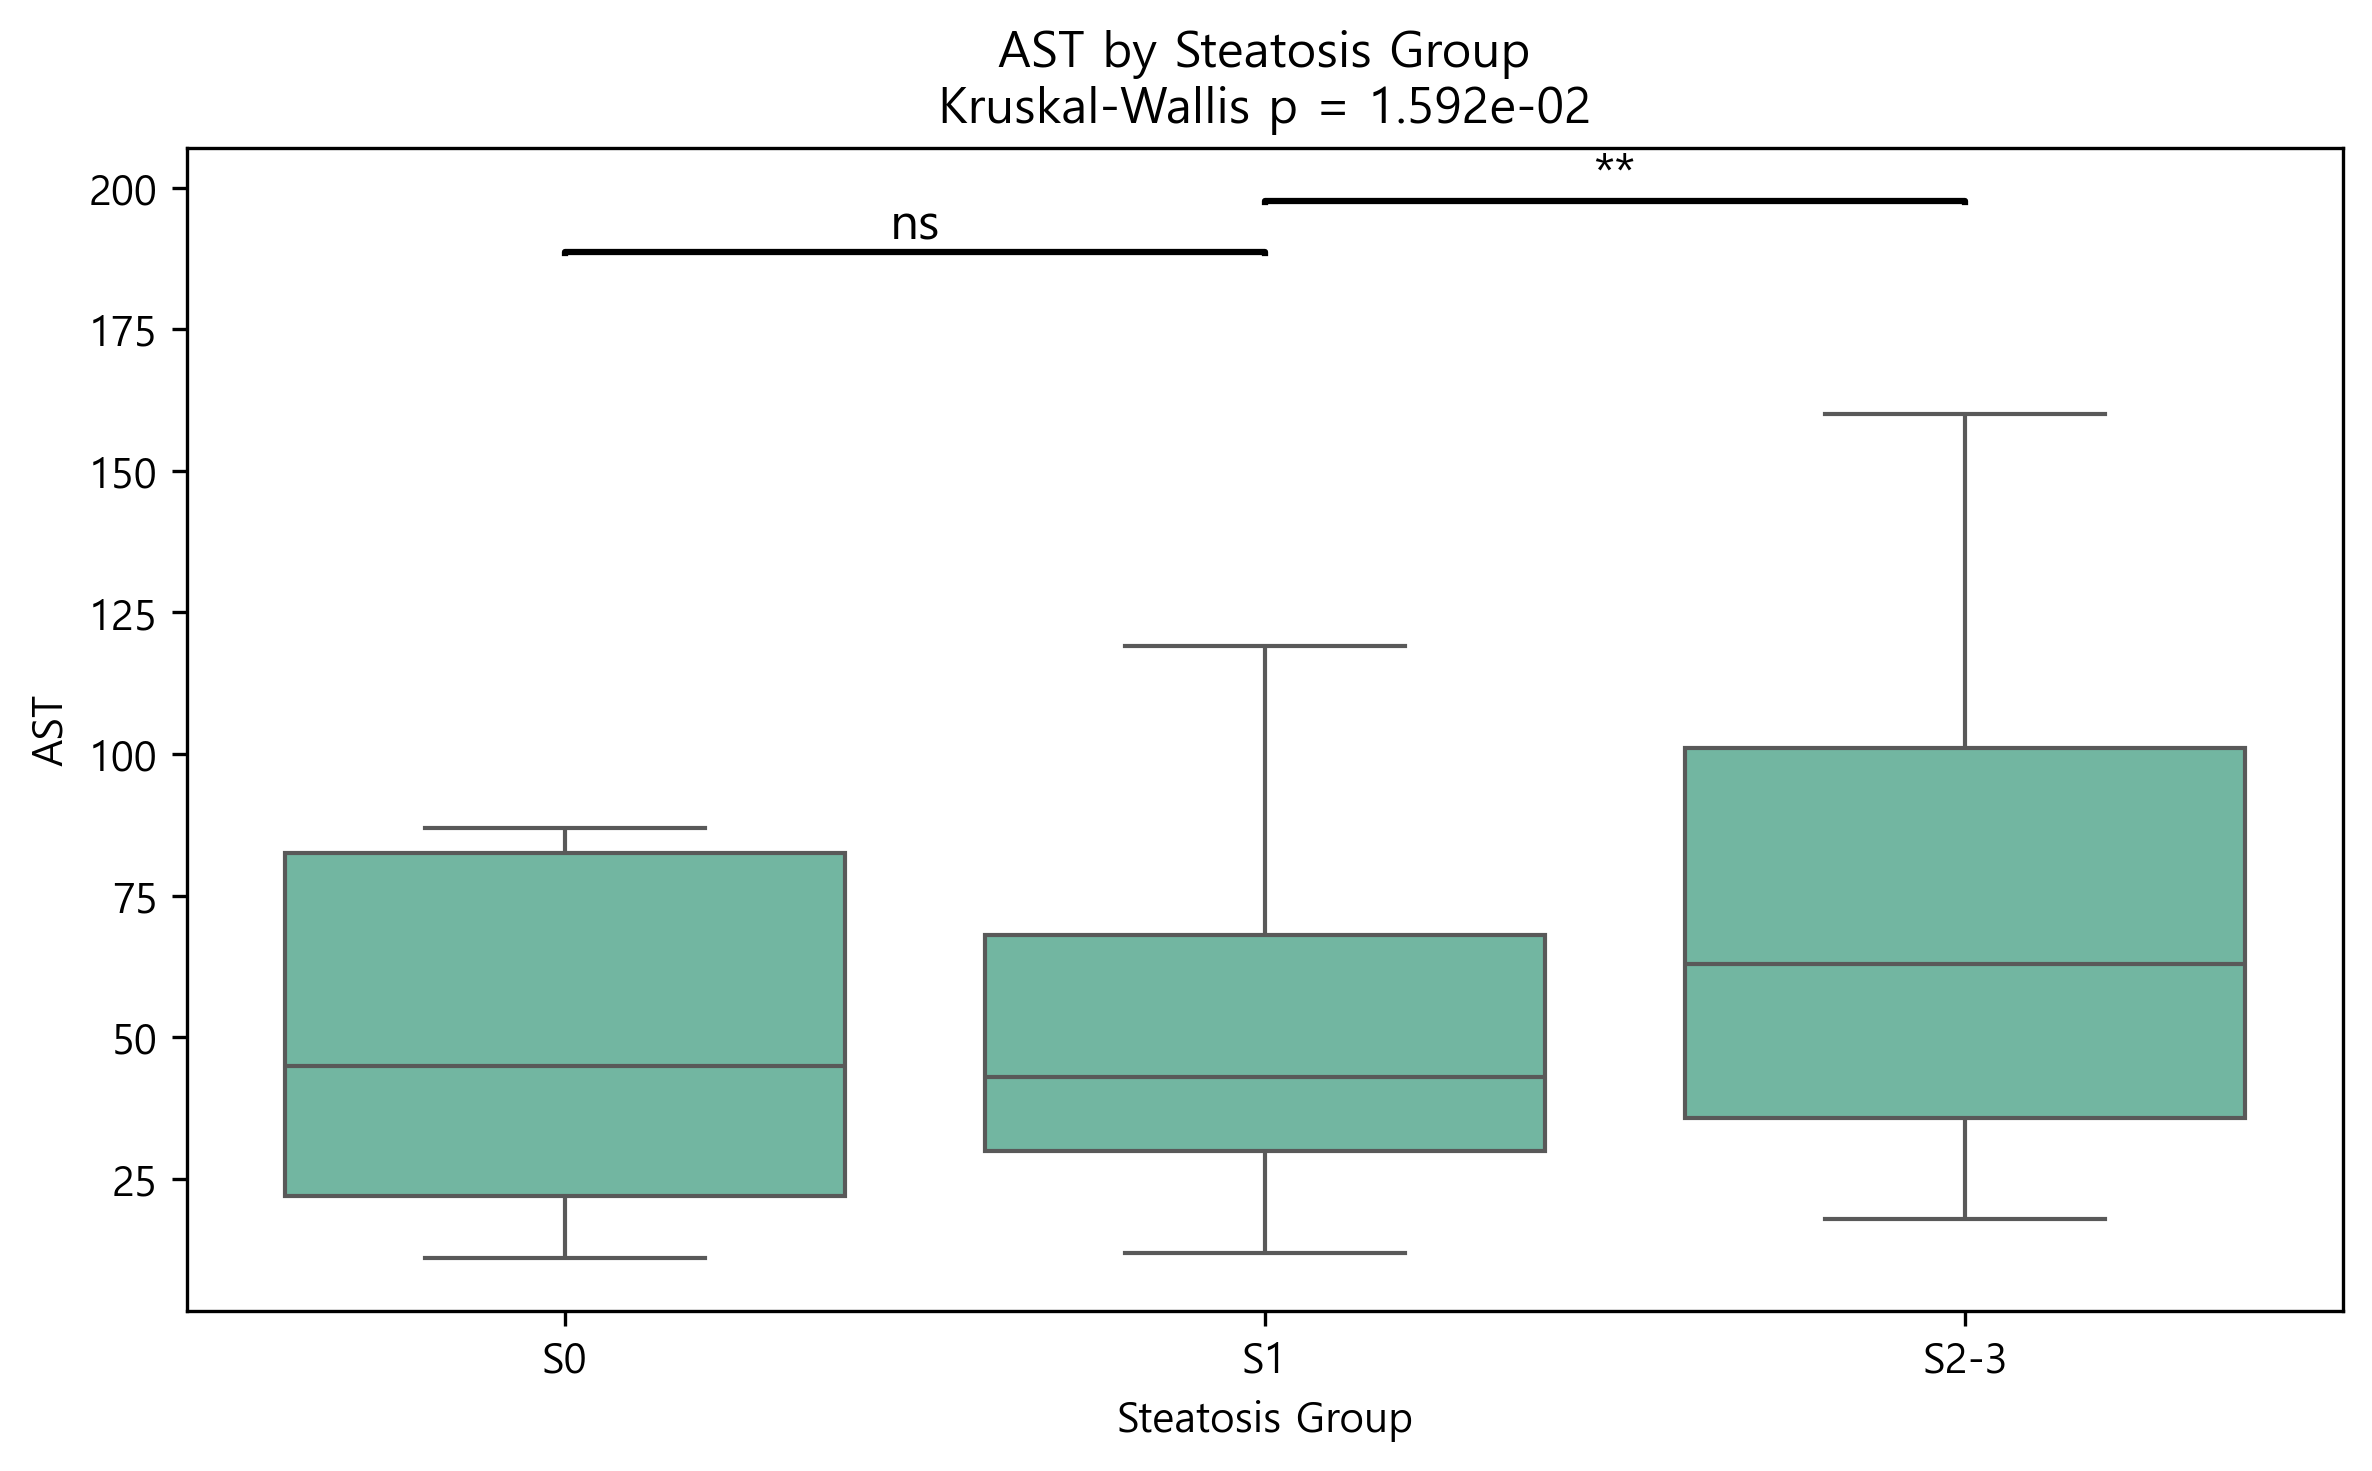 AST by Steatosis Group
Kruskal-Wallis p = 1.592e-02
**
ns
200
175
150
125
100
75
50
25
AST
S0
S1
S2-3
Steatosis Group